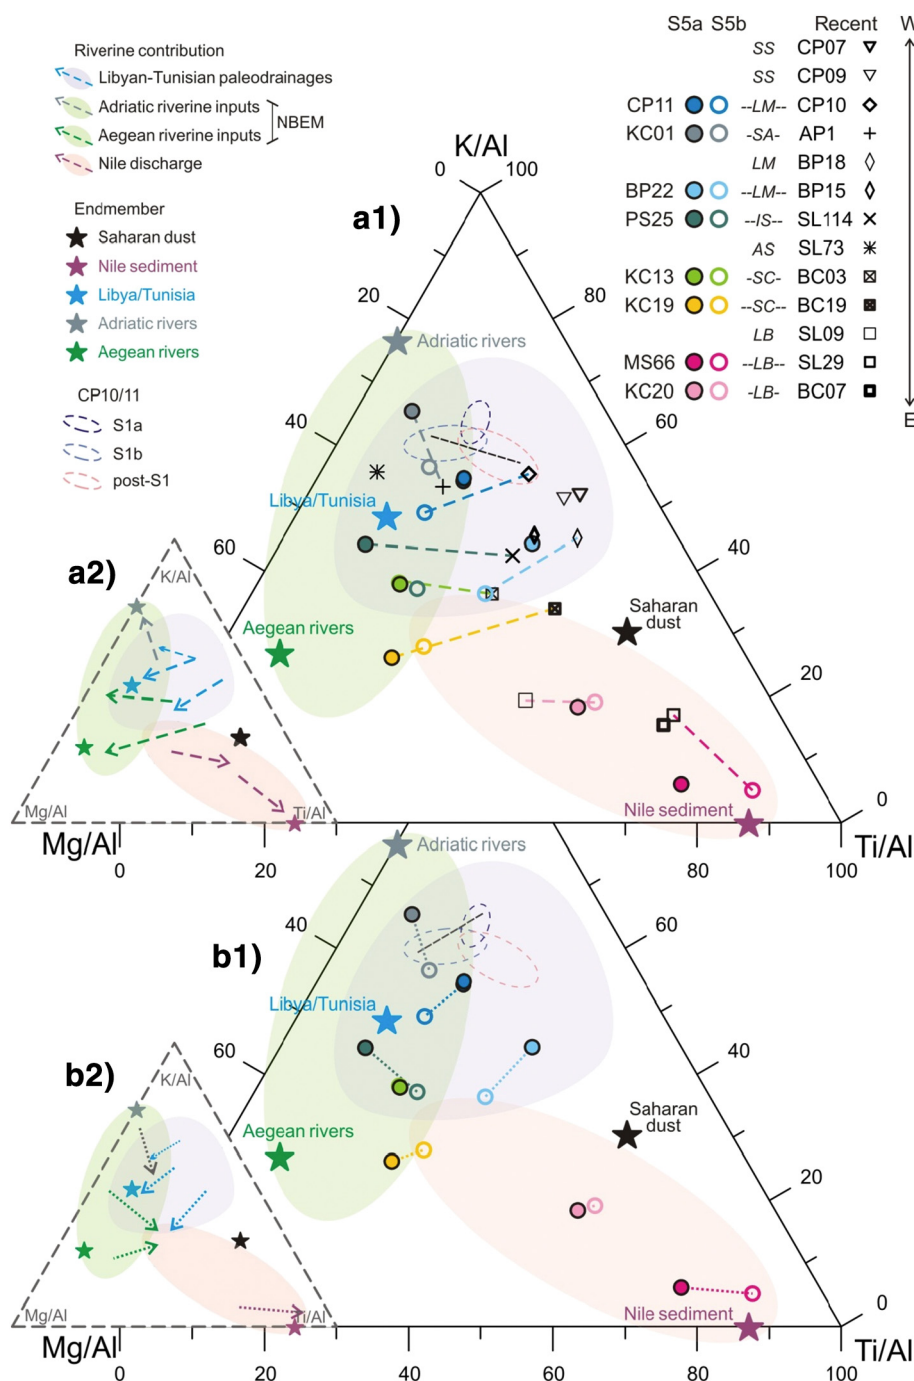 S5a S5b Recent W
Riverine contribution
Libyan-Tunisian paleodrainages
Adriatic riverine inputs
Aegean riverine inputs
NBEM
Nile discharge
SS CP07
SS CP09
CP11 --LM-- CP10
KC01 -SA- AP1
LM BP18
BP22 --LM-- BP15
PS25 --IS-- SL114
AS SL73
KC13 -SC- BC03
KC19 --SC-- BC19
LB SL09
MS66 --LB-- SL29
KC20 -LB- BC07
E
Endmember
Saharan dust
Nile sediment
Libya/Tunisia
Adriatic rivers
Aegean rivers
CP10/11
S1a
S1b
post-S1
K/Al
0 100
a1)
20 80
Adriatic rivers
40 60
Libya/Tunisia
60 40
a2)
K/Al
Saharan
dust
Aegean rivers
20
Nile sediment
0
Mg/Al Ti/Al
Mg/Al Ti/Al
0 20 80 100
Adriatic rivers
40 60
b1)
Libya/Tunisia
60 40
b2)
K/Al
Saharan
dust
Aegean rivers
20
Nile sediment
0
Mg/Al Ti/Al
Mg/Al Ti/Al
0 20 40 60 80 100